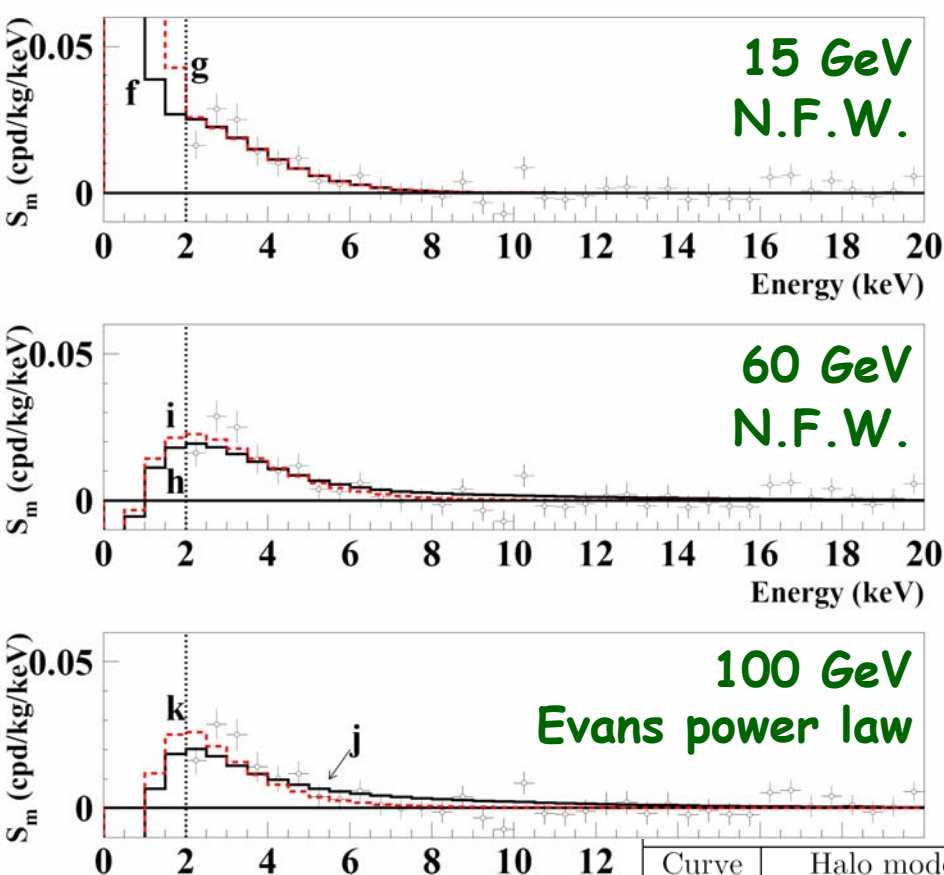 S_m (cpd/kg/keV)
0.05
0
f
g
15 GeV
N.F.W.
0 2 4 6 8 10 12 14 16 18 20
Energy (keV)
S_m (cpd/kg/keV)
0.05
0
i
h
60 GeV
N.F.W.
0 2 4 6 8 10 12 14 16 18 20
Energy (keV)
S_m (cpd/kg/keV)
0.05
0
k
j
100 GeV
Evans power law
0 2 4 6 8 10 12
Curve Halo mode